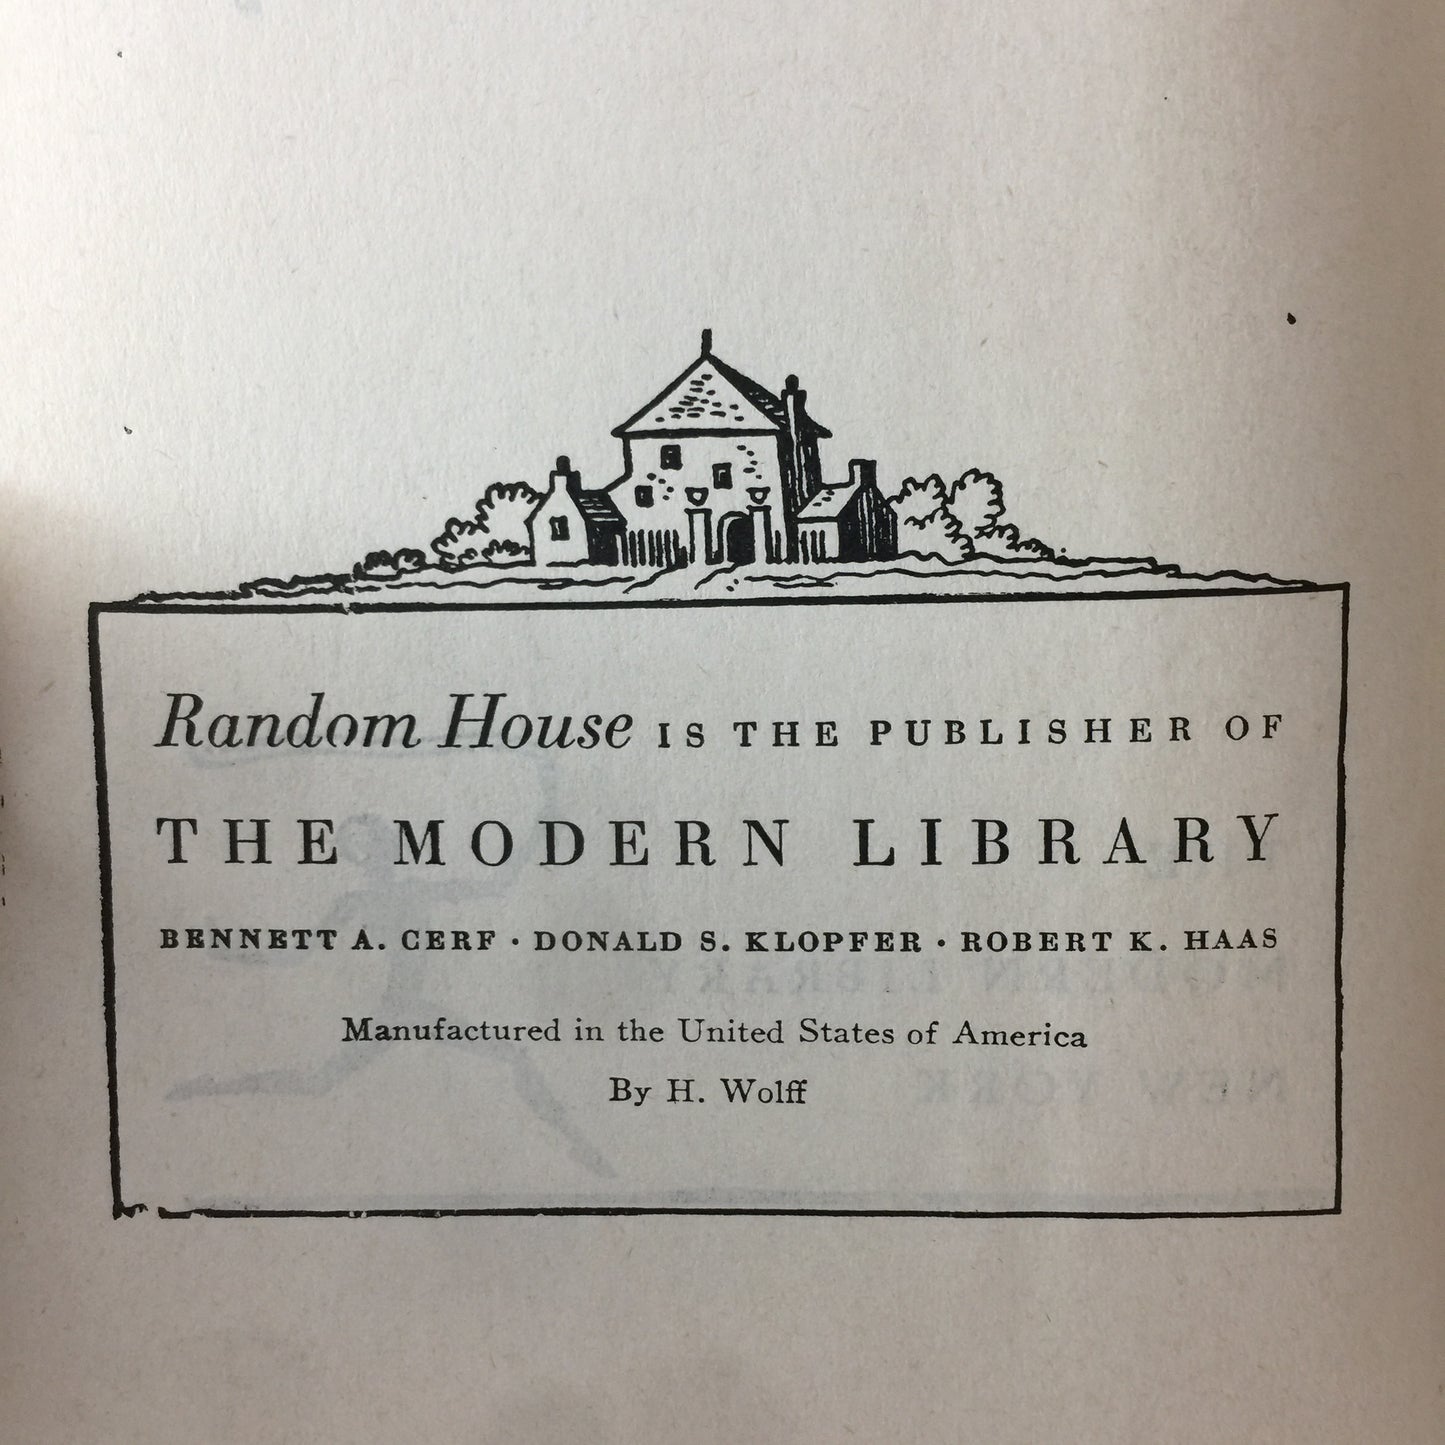 Random House IS THE PUBLISHER OF
THE MODERN LIBRARY
BENNETT A. CERF · DONALD S. KLOPFER · ROBERT K. HAAS
Manufactured in the United States of America
By H. Wolff